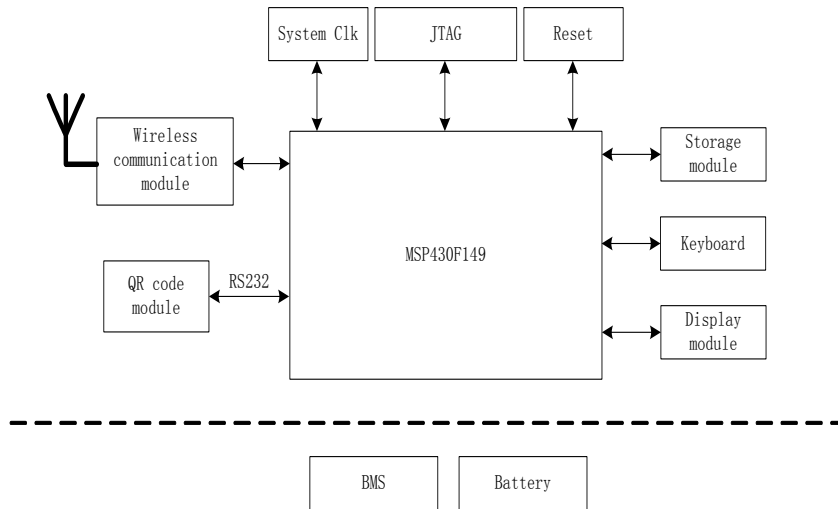 System Clk
JTAG
Reset
Wireless
communication
module
Storage
module
MSP430F149
Keyboard
QR code
module
RS232
Display
module
BMS
Battery